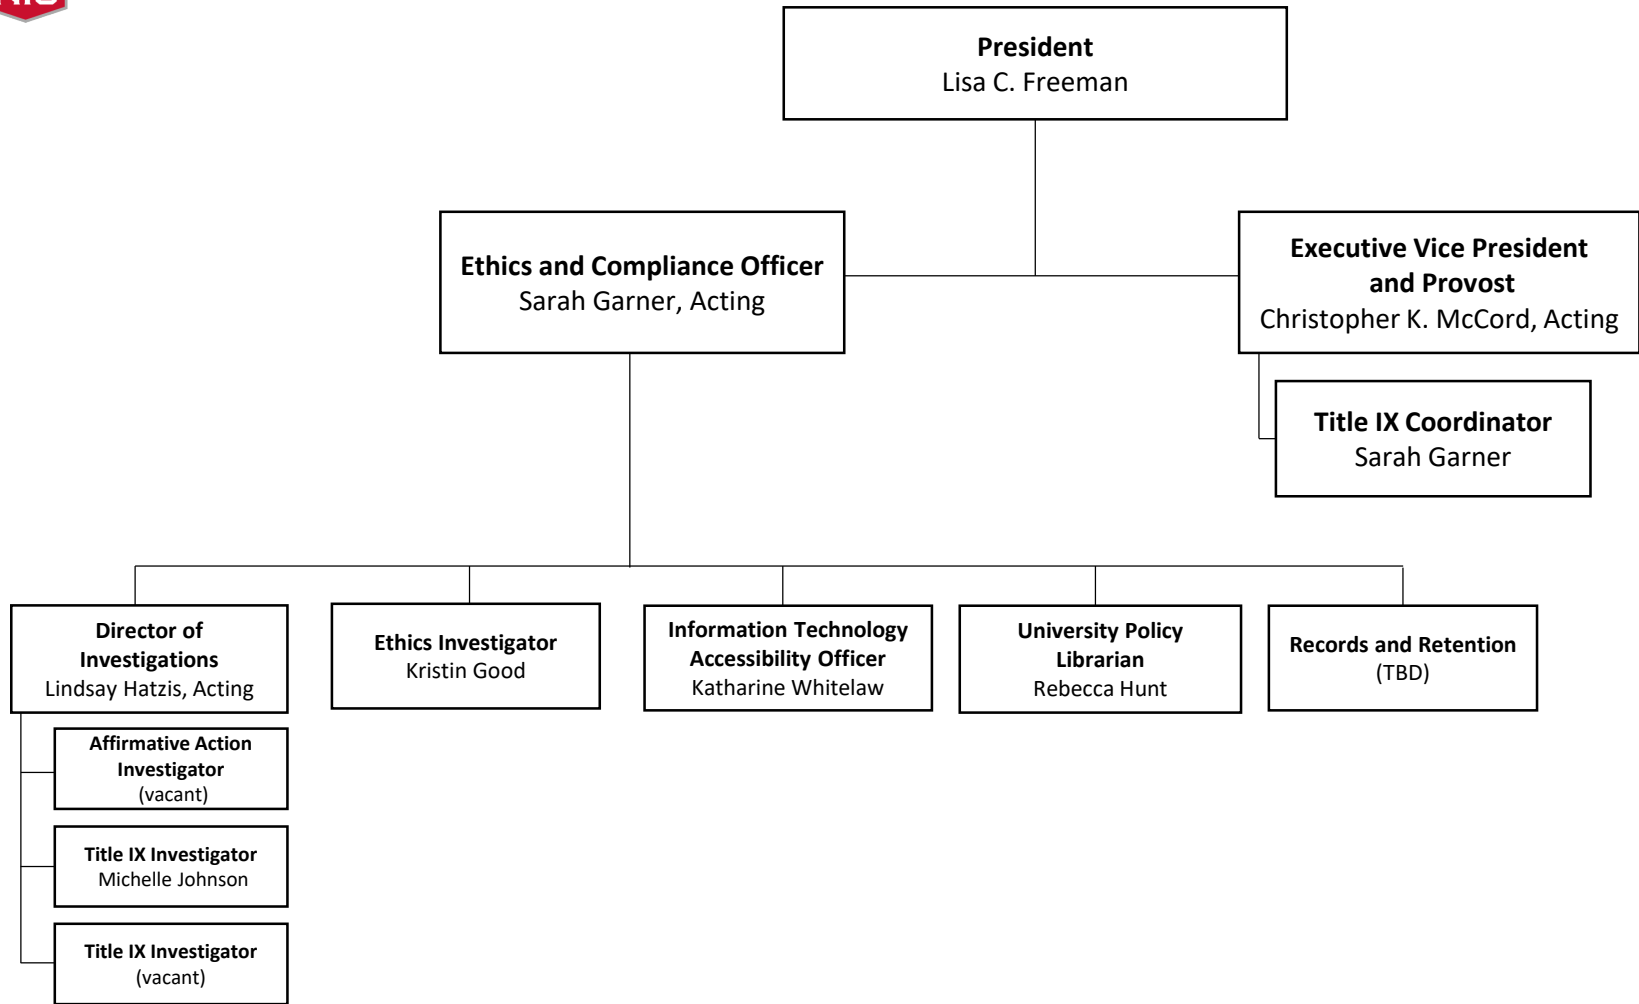 President
Lisa C. Freeman
Ethics and Compliance Officer
Sarah Garner, Acting
Executive Vice President
and Provost
Christopher K. McCord, Acting
Title IX Coordinator
Sarah Garner
Director of
Investigations
Lindsay Hatzis, Acting
Ethics Investigator
Kristin Good
Information Technology
Accessibility Officer
Katharine Whitelaw
University Policy
Librarian
Rebecca Hunt
Records and Retention
(TBD)
Affirmative Action
Investigator
(vacant)
Title IX Investigator
Michelle Johnson
Title IX Investigator
(vacant)